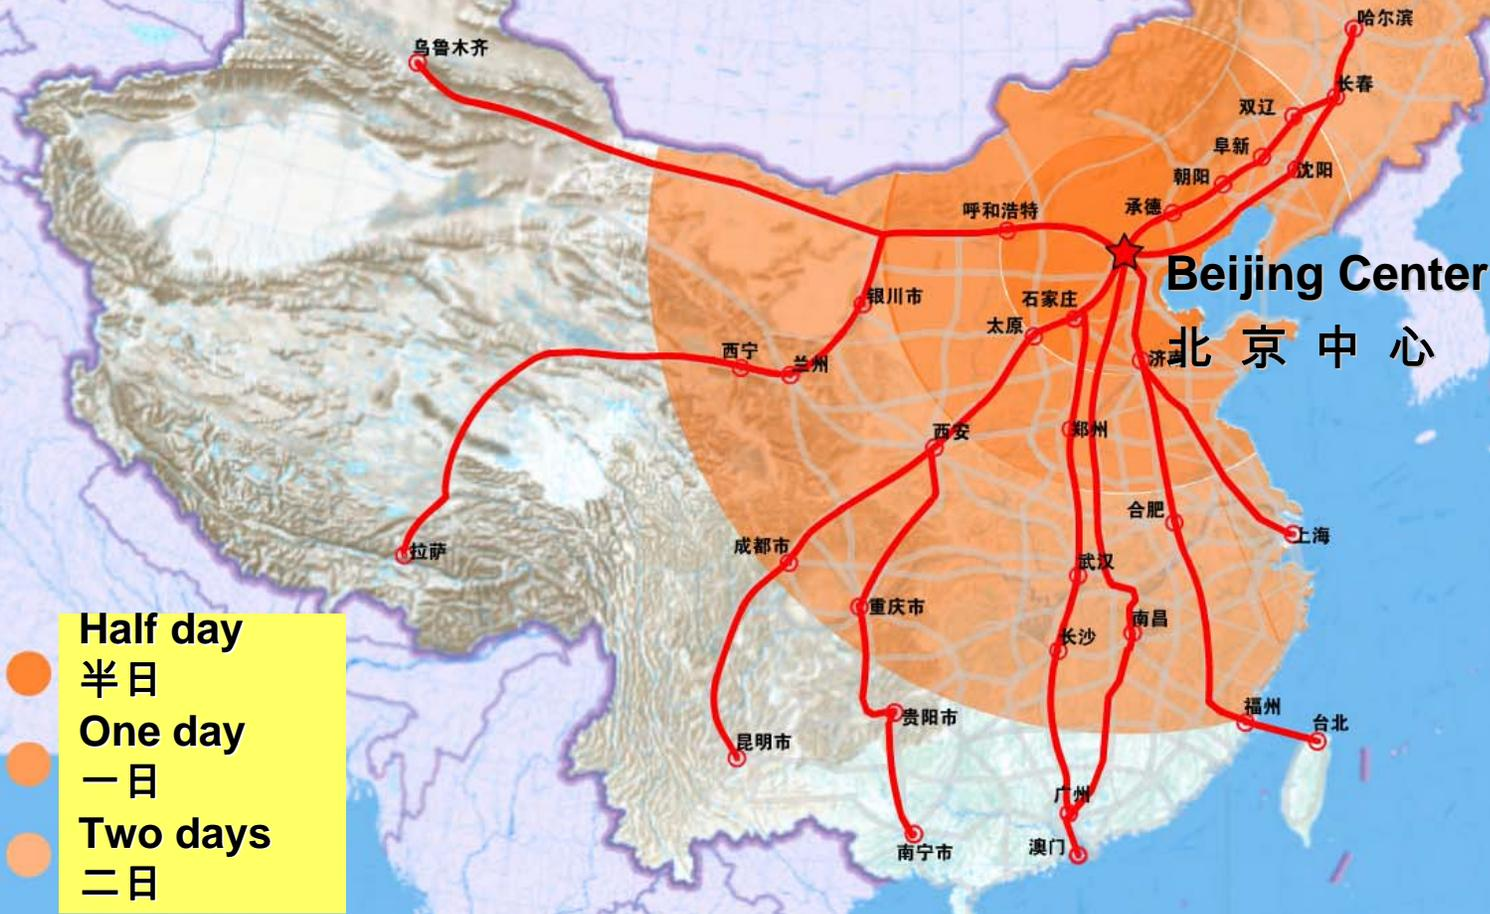 哈尔滨
乌鲁木齐
长春
双辽
阜新
沈阳
朝阳
承德
呼和浩特
Beijing Center
北京中心
石家庄
银川市
太原
济南
西宁
兰州
郑州
西安
合肥
上海
成都市
拉萨
武汉
重庆市
南昌
长沙
福州
台北
贵阳市
昆明市
广州
澳门
南宁市
Half day
半日
One day
一日
Two days
二日